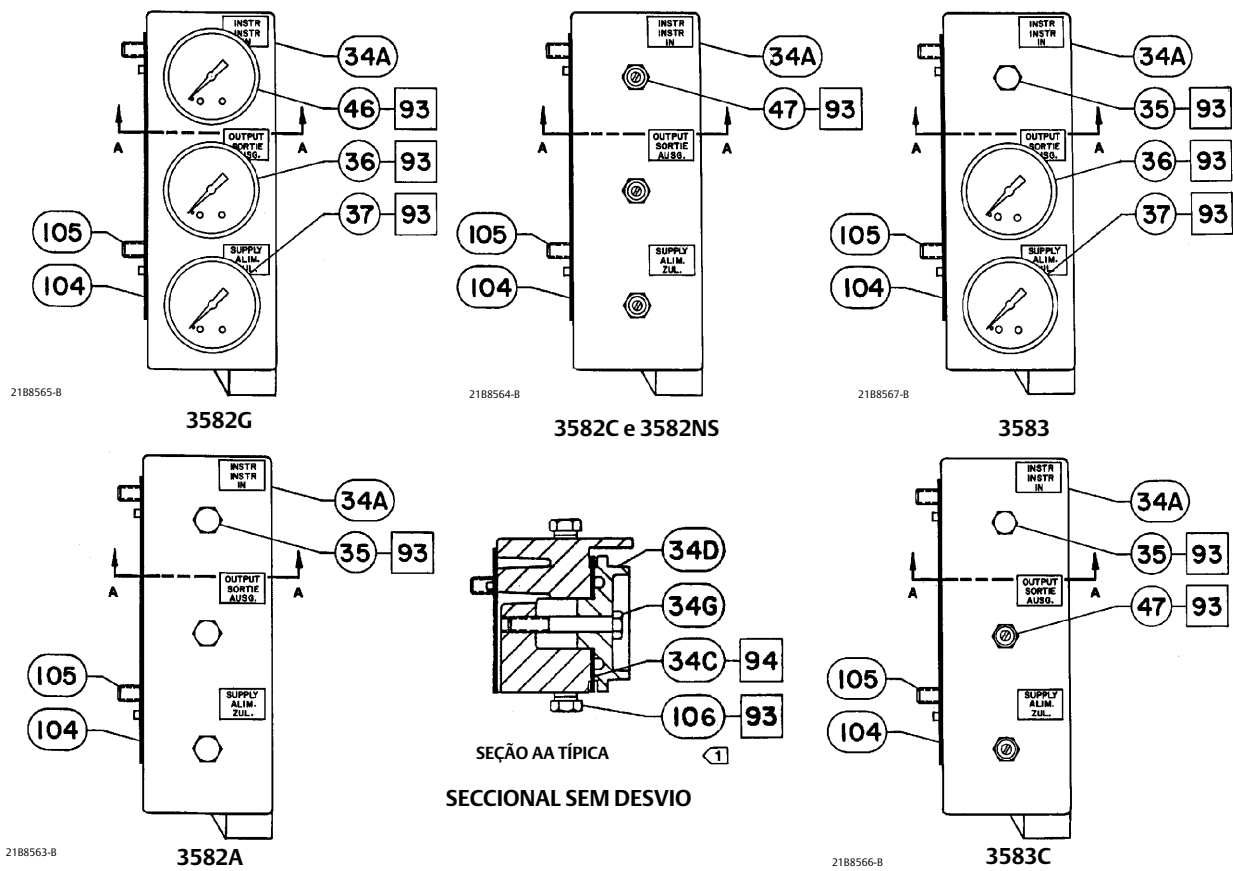 INSTR
INSTR
IN
34A
46 93
A A
OUTPUT
SORTIE
AUSG.
36 93
37 93
105
SUPPLY
ALIM.
ZUL.
104
21B8565-B
3582G
INSTR
INSTR
IN
34A
47 93
A A
OUTPUT
SORTIE
AUSG.
105
SUPPLY
ALIM.
ZUL.
104
21B8564-B
3582C e 3582NS
INSTR
INSTR
IN
34A
35 93
A A
OUTPUT
SORTIE
AUSG.
36 93
37 93
105
SUPPLY
ALIM.
ZUL.
104
21B8567-B
3583
INSTR
INSTR
IN
34A
35 93
A A
OUTPUT
SORTIE
AUSG.
105
SUPPLY
ALIM.
ZUL.
104
21B8563-B
3582A
34D
34G
34C 94
106 93
SEÇÃO AA TÍPICA
1
SECCIONAL SEM DESVIO
INSTR
INSTR
IN
34A
35 93
A A
OUTPUT
SORTIE
AUSG.
47 93
105
SUPPLY
ALIM.
ZUL.
104
21B8566-B
3583C